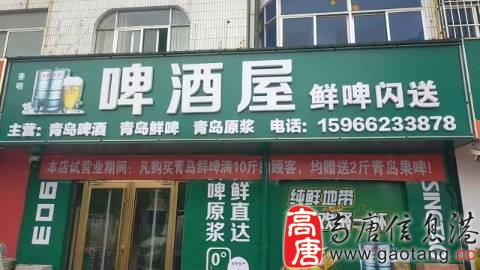 啤酒屋 鲜啤闪送
主营：青岛啤酒 青岛鲜啤 青岛原浆 电话：15966233878
本店试营业期间：凡购买青岛鲜啤满10斤的顾客，均赠送2斤青岛果啤！
1903
啤酒原浆
鲜直达
0°
纯鲜地带
SIN
高唐
高唐信息港
www.gaotang.cc